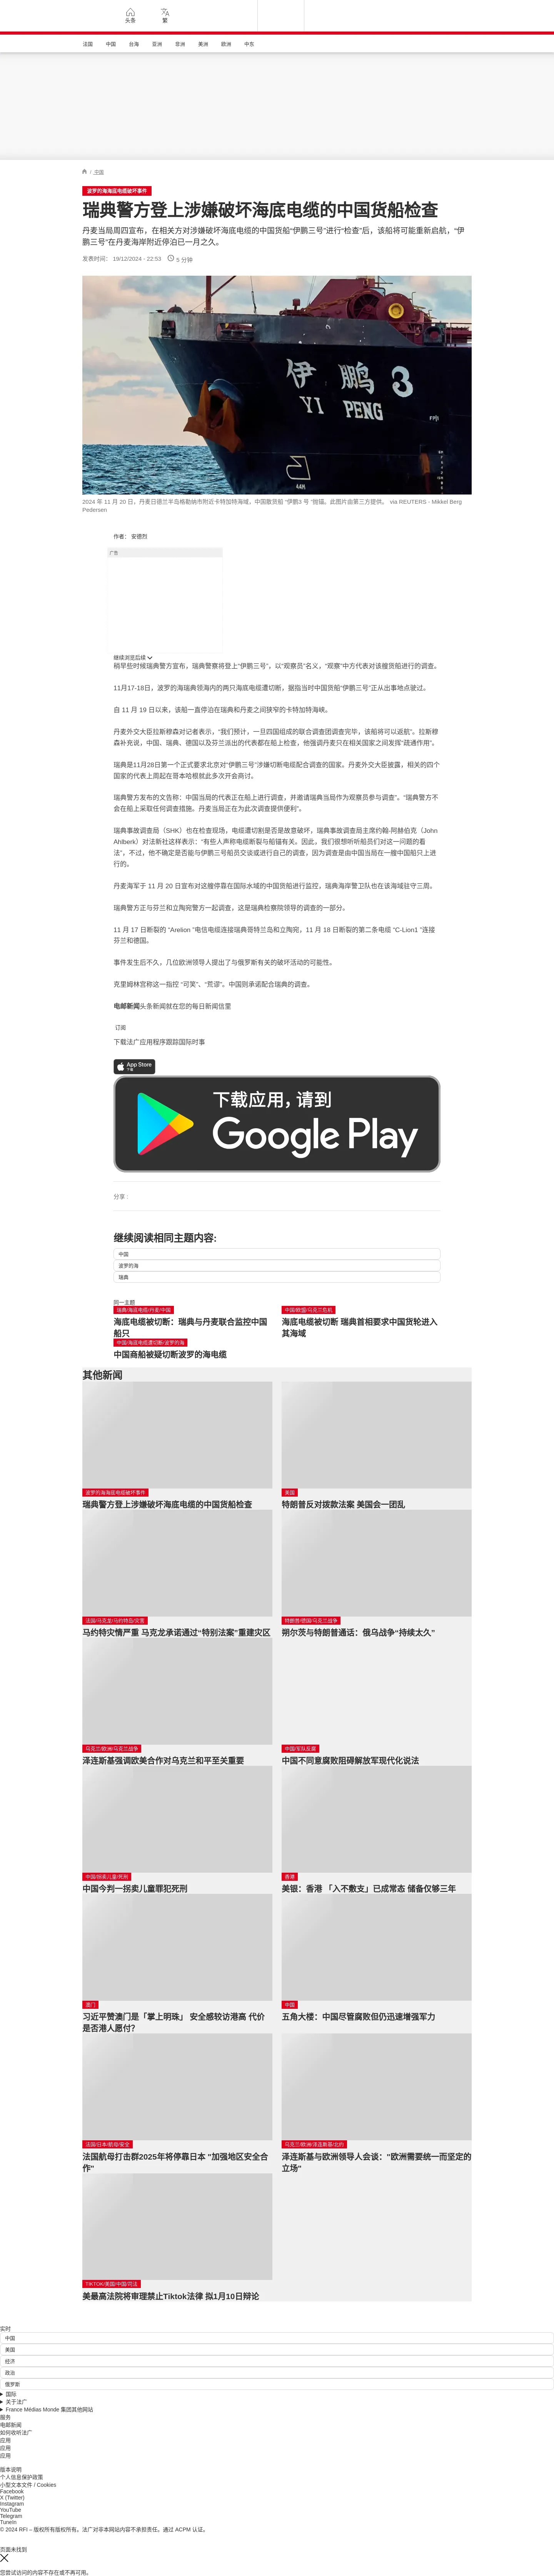 头条
繁
法国
中国
台海
亚洲
非洲
美洲
欧洲
中东
/ 中国
波罗的海海底电缆破坏事件
瑞典警方登上涉嫌破坏海底电缆的中国货船检查
丹麦当局周四宣布，在相关方对涉嫌破坏海底电缆的中国货船“伊鹏三号”进行“检查”后，该船将可能重新启航，“伊
鹏三号”在丹麦海岸附近停泊已一月之久。
发表时间： 19/12/2024 - 22:53
5 分钟
伊鹏 3
YI PENG
2024 年 11 月 20 日，丹麦日德兰半岛格勒纳市附近卡特加特海域，中国散货船 “伊鹏3 号 ”抛锚。此图片由第三方提供。 via REUTERS - Mikkel Berg
Pedersen
作者： 安德烈
广告
继续浏览后续
稍早些时候瑞典警方宣布，瑞典警察将登上“伊鹏三号”，以“观察员”名义，“观察”中方代表对该艘货船进行的调查。
11月17-18日，波罗的海瑞典领海内的两只海底电缆遭切断，据指当时中国货船“伊鹏三号”正从出事地点驶过。
自 11 月 19 日以来，该船一直停泊在瑞典和丹麦之间狭窄的卡特加特海峡。
丹麦外交大臣拉斯穆森对记者表示，“我们预计，一旦四国组成的联合调查团调查完毕，该船将可以返航”。拉斯穆
森补充说，中国、瑞典、德国以及芬兰派出的代表都在船上检查，他强调丹麦只在相关国家之间发挥“疏通作用”。
瑞典是11月28日第一个正式要求北京对“伊鹏三号”涉嫌切断电缆配合调查的国家。丹麦外交大臣披露，相关的四个
国家的代表上周起在哥本哈根就此多次开会商讨。
瑞典警方发布的文告称：中国当局的代表正在船上进行调查，并邀请瑞典当局作为观察员参与调查”。“瑞典警方不
会在船上采取任何调查措施。丹麦当局正在为此次调查提供便利”。
瑞典事故调查局（SHK）也在检查现场，电缆遭切割是否是故意破坏，瑞典事故调查局主席约翰-阿赫伯克（John
Ahlberk）对法新社这样表示：“有些人声称电缆断裂与船锚有关。因此，我们很想听听船员们对这一问题的看
法”，不过，他不确定是否能与伊鹏三号船员交谈或进行自己的调查，因为调查是由中国当局在一艘中国船只上进
行的。
丹麦海军于 11 月 20 日宣布对这艘停靠在国际水域的中国货船进行监控，瑞典海岸警卫队也在该海域驻守三周。
瑞典警方正与芬兰和立陶宛警方一起调查，这是瑞典检察院领导的调查的一部分。
11 月 17 日断裂的 “Arelion ”电信电缆连接瑞典哥特兰岛和立陶宛，11 月 18 日断裂的第二条电缆 “C-Lion1 ”连接
芬兰和德国。
事件发生后不久，几位欧洲领导人提出了与俄罗斯有关的破坏活动的可能性。
克里姆林宫称这一指控 “可笑”、“荒谬”。中国则承诺配合瑞典的调查。
电邮新闻头条新闻就在您的每日新闻信里
订阅
下载法广应用程序跟踪国际时事
App Store
下载
下载应用，请到
Google Play
分享 :
继续阅读相同主题内容:
中国
波罗的海
瑞典
同一主题
瑞典/海底电缆/丹麦/中国
海底电缆被切断：瑞典与丹麦联合监控中国
船只
中国/欧盟/乌克兰危机
海底电缆被切断 瑞典首相要求中国货轮进入
其海域
中国/海底电缆遭切断/波罗的海
中国商船被疑切断波罗的海电缆
其他新闻
波罗的海海底电缆破坏事件
瑞典警方登上涉嫌破坏海底电缆的中国货船检查
美国
特朗普反对拨款法案 美国会一团乱
法国/马克龙/马约特岛/灾害
马约特灾情严重 马克龙承诺通过“特别法案”重建灾区
特朗普/德国/乌克兰战争
朔尔茨与特朗普通话：俄乌战争“持续太久”
乌克兰/欧洲/乌克兰战争
泽连斯基强调欧美合作对乌克兰和平至关重要
中国/军队反腐
中国不同意腐败阻碍解放军现代化说法
中国/拐卖儿童/死刑
中国今判一拐卖儿童罪犯死刑
香港
美银：香港 「入不敷支」已成常态 储备仅够三年
澳门
习近平赞澳门是「掌上明珠」 安全感较访港高 代价
是否港人愿付?
中国
五角大楼：中国尽管腐败但仍迅速增强军力
法国/日本/航母/安全
法国航母打击群2025年将停靠日本 "加强地区安全合
作"
乌克兰/欧洲/泽连斯基/北约
泽连斯基与欧洲领导人会谈："欧洲需要统一而坚定的
立场"
TIKTOK/美国/中国/司法
美最高法院将审理禁止Tiktok法律 拟1月10日辩论
实时
中国
美国
经济
政治
俄罗斯
国际
关于法广
France Médias Monde 集团其他网站
服务
电邮新闻
如何收听法广
应用
应用
应用
版本说明
个人信息保护政策
小型文本文件 / Cookies
Facebook
X (Twitter)
Instagram
YouTube
Telegram
TuneIn
© 2024 RFI – 版权所有版权所有。法广对非本网站内容不承担责任。通过 ACPM 认证。
页面未找到
您尝试访问的内容不存在或不再可用。